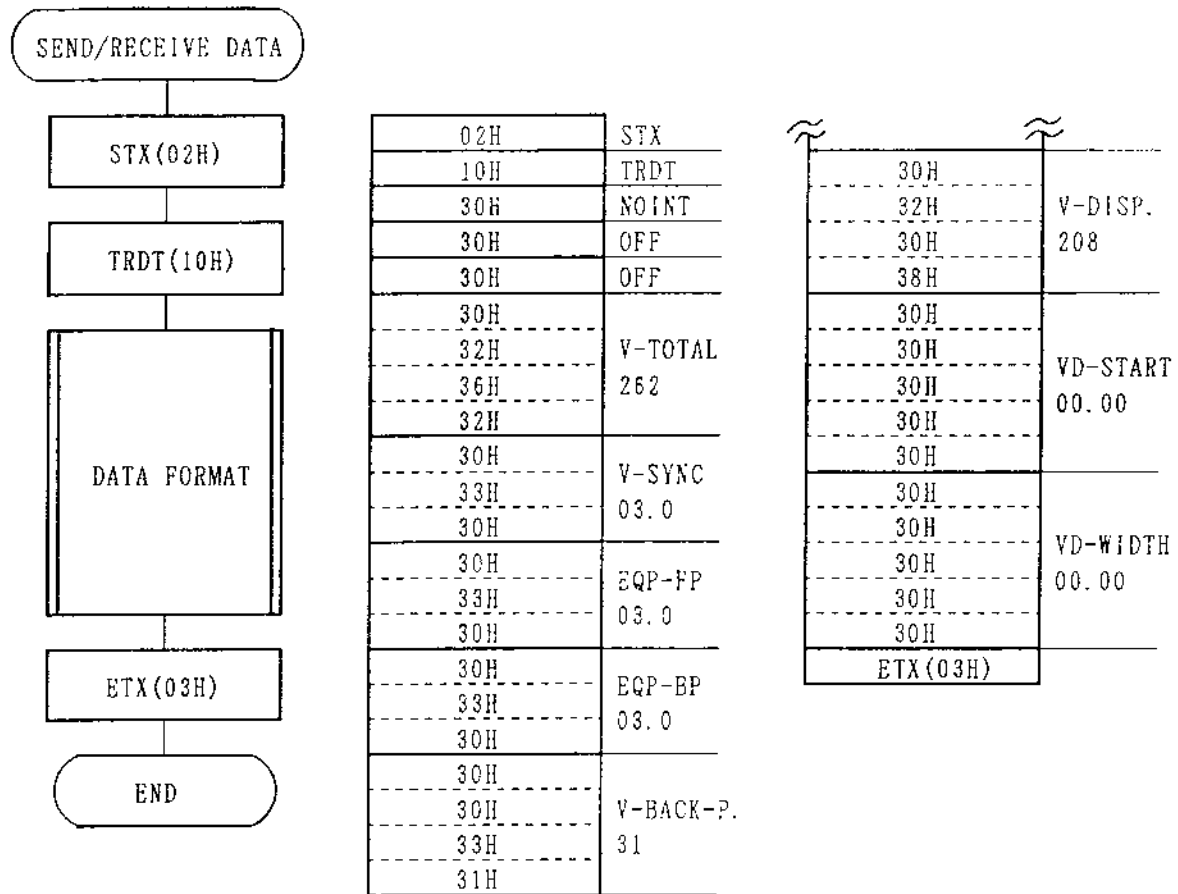 SEND/RECEIVE DATA
STX(02H)
TRDT(10H)
DATA FORMAT
ETX(03H)
END
02H STX
10H TRDT
30H NOINT
30H OFF
30H OFF
30H
32H V-TOTAL
36H 262
32H
30H
33H V-SYNC
30H 03.0
30H
33H EQP-FP
30H 03.0
30H
33H EQP-BP
30H 03.0
30H
30H V-BACK-P.
33H 31
31H
30H
32H V-DISP.
30H 208
38H
30H
30H VD-START
30H 00.00
30H
30H
30H
30H VD-WIDTH
30H 00.00
30H
30H
ETX(03H)